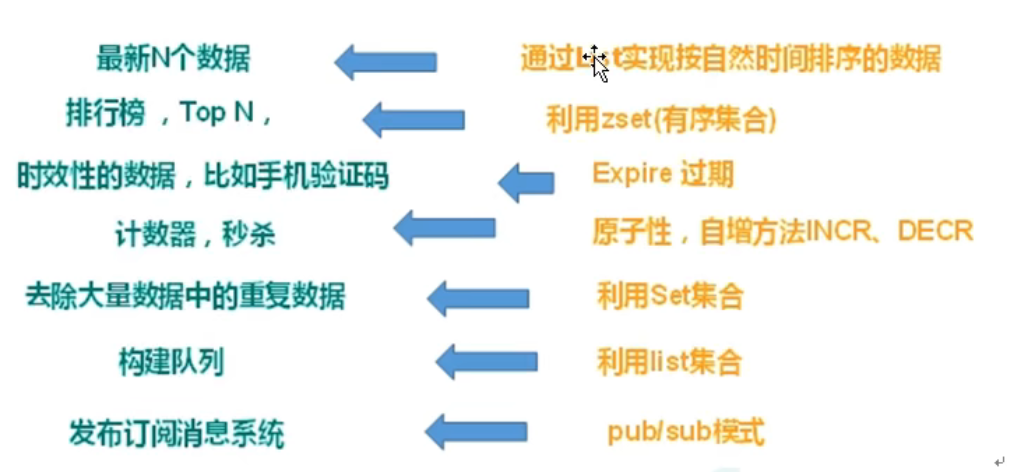 最新N个数据 通过List实现按自然时间排序的数据
排行榜，Top N， 利用zset(有序集合)
时效性的数据，比如手机验证码 Expire 过期
计数器，秒杀 原子性，自增方法INCR、DECR
去除大量数据中的重复数据 利用Set集合
构建队列 利用list集合
发布订阅消息系统 pub/sub模式